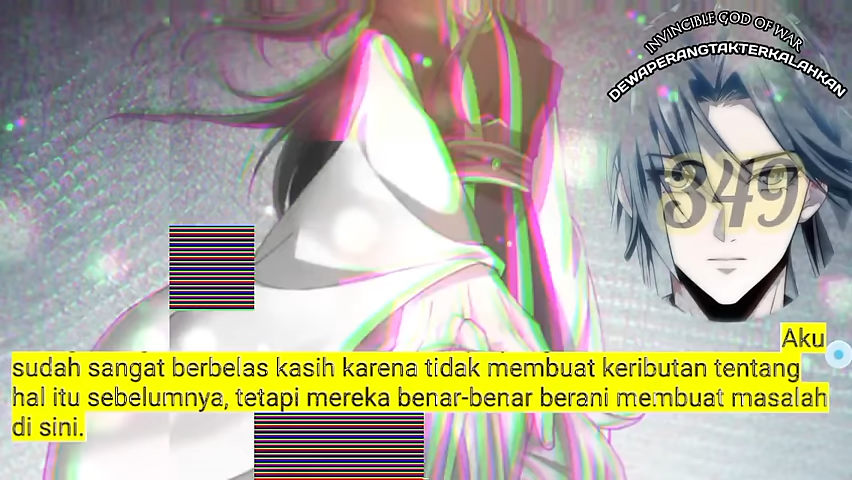 INVINCIBLE GOD OF WAR
DEWAPERANGTAKTERKALAHKAN
349
Aku
sudah sangat berbelas kasih karena tidak membuat keributan tentang
hal itu sebelumnya, tetapi mereka benar-benar berani membuat masalah
di sini.